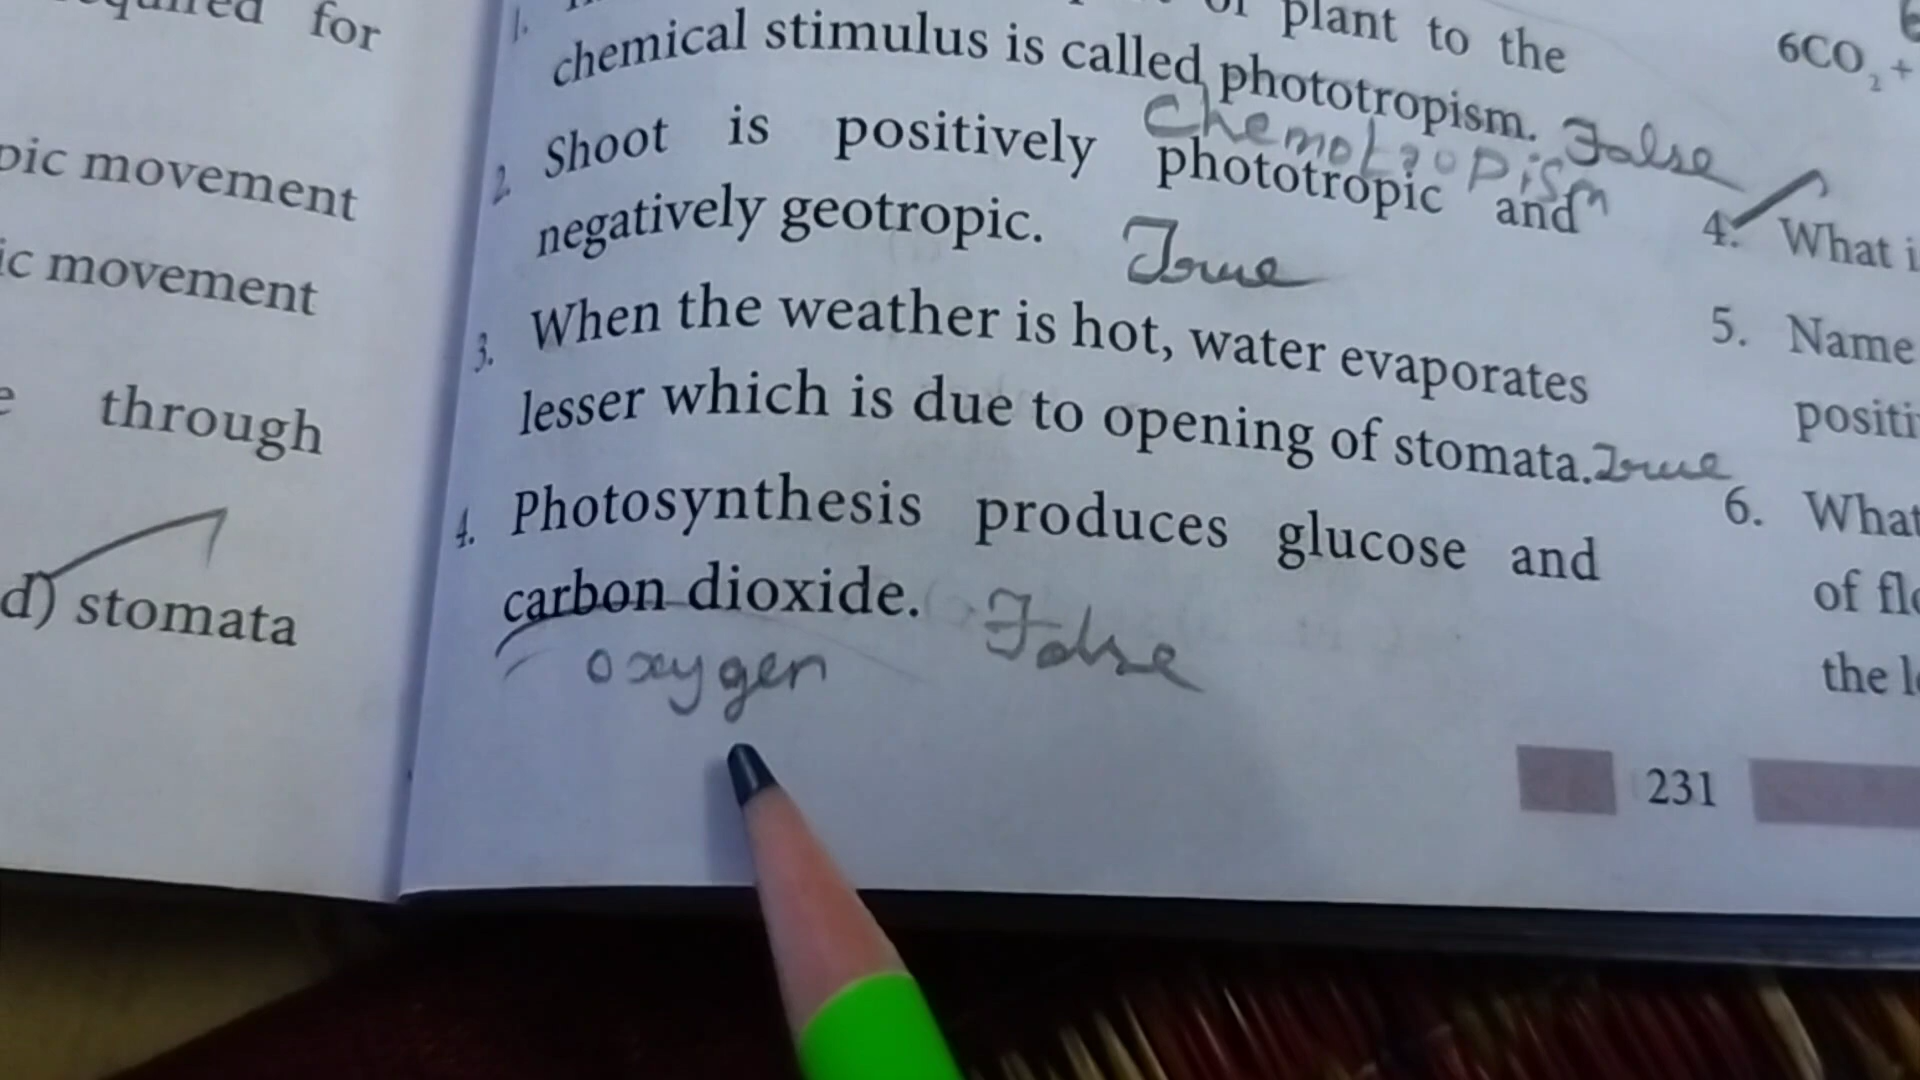 for
pic movement
ic movement
through
d) stomata
1.
of plant to the
chemical stimulus is called phototropism. False
Chemotropism
2. Shoot is positively phototropic and
negatively geotropic. True
3. When the weather is hot, water evaporates
lesser which is due to opening of stomata. True
4. Photosynthesis produces glucose and
carbon dioxide. False
oxygen
6CO2 +
4. What i
5. Name
positi
6. What
of flo
the l
231